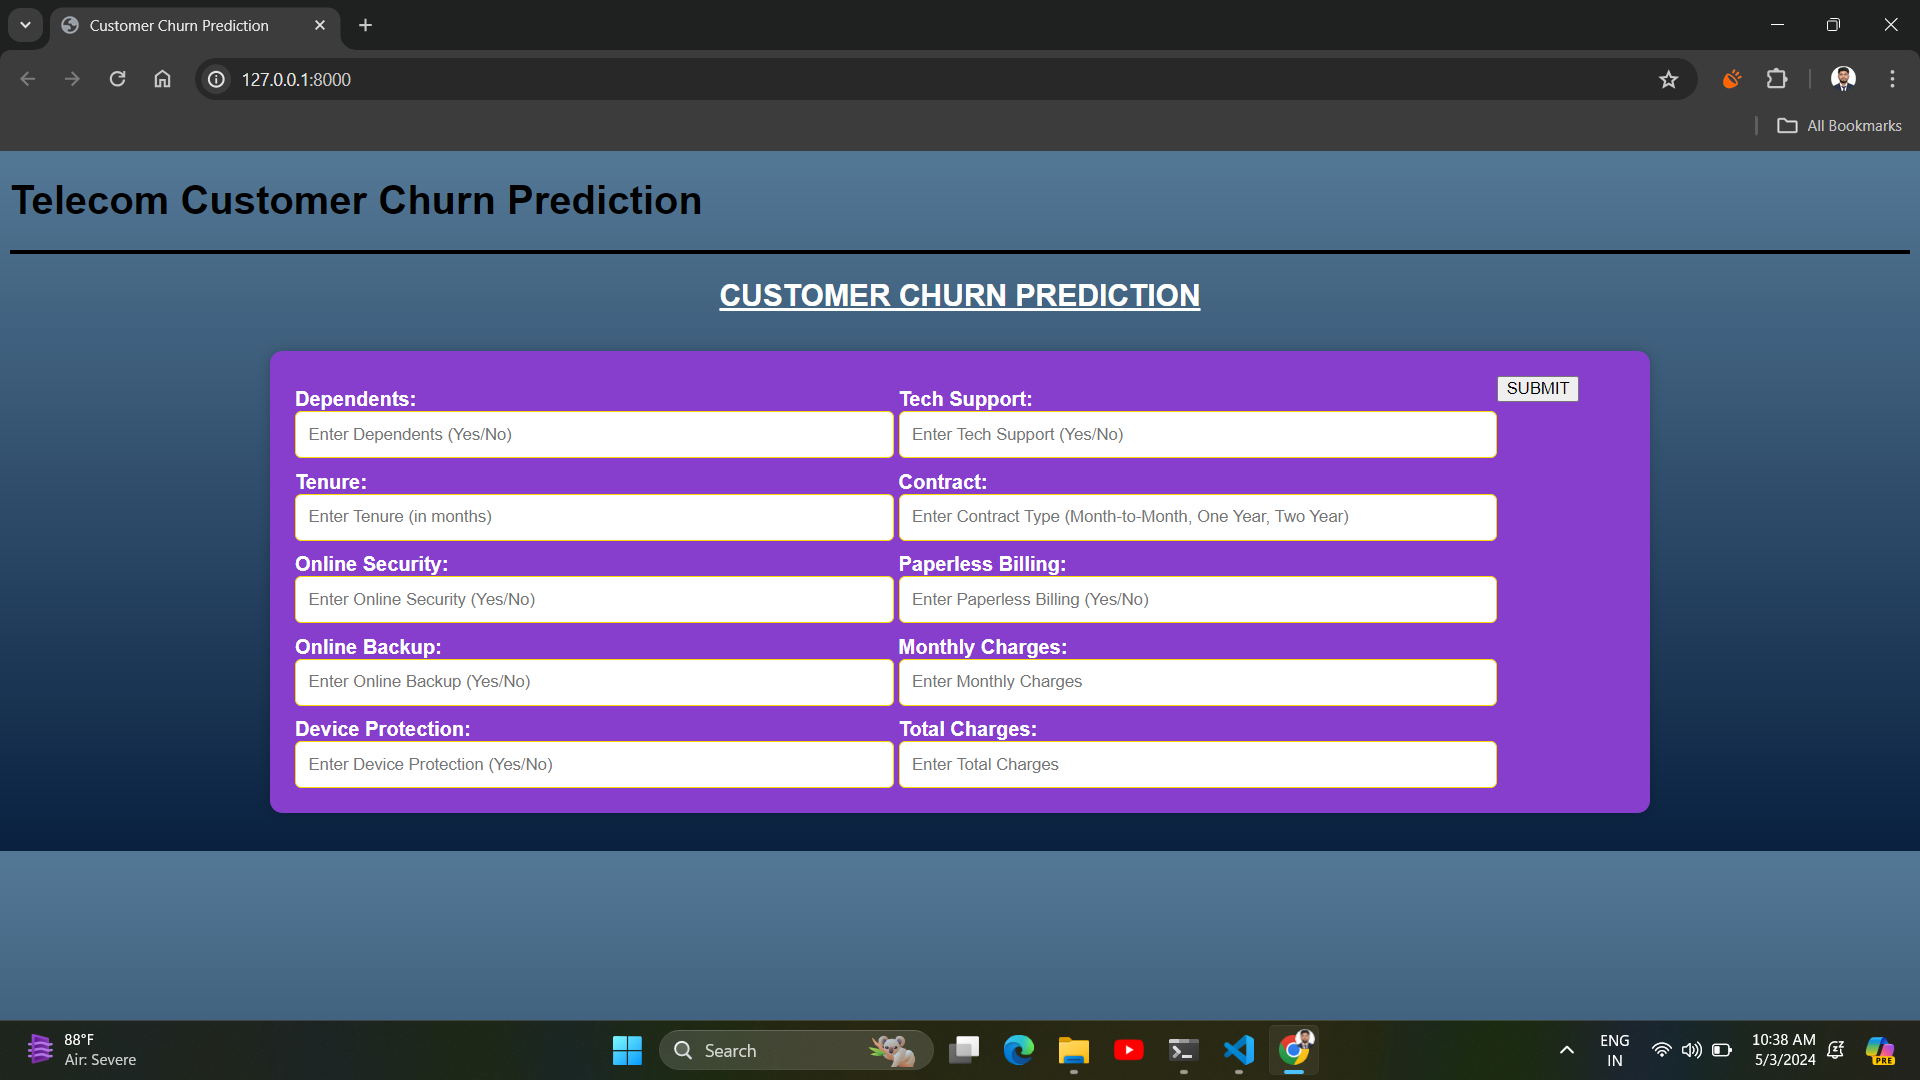 Customer Churn Prediction
127.0.0.1:8000
All Bookmarks
Telecom Customer Churn Prediction
CUSTOMER CHURN PREDICTION
Dependents:
Enter Dependents (Yes/No)
Tenure:
Enter Tenure (in months)
Online Security:
Enter Online Security (Yes/No)
Online Backup:
Enter Online Backup (Yes/No)
Device Protection:
Enter Device Protection (Yes/No)
Tech Support:
Enter Tech Support (Yes/No)
Contract:
Enter Contract Type (Month-to-Month, One Year, Two Year)
Paperless Billing:
Enter Paperless Billing (Yes/No)
Monthly Charges:
Enter Monthly Charges
Total Charges:
Enter Total Charges
SUBMIT
88°F
Air: Severe
Search
ENG
IN
10:38 AM
5/3/2024
PRE